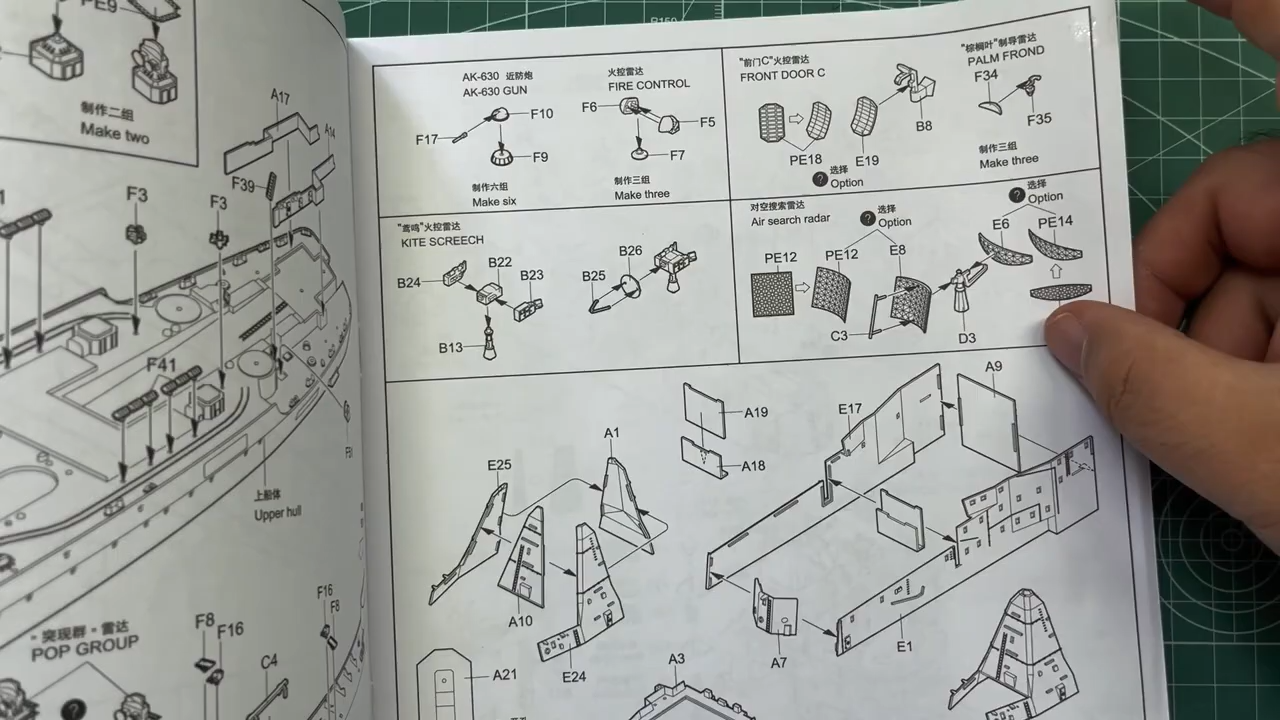 PE9
制作二组
Make two
A17
A14
F39
F3
F3
F41
上船体
Upper hull
F16
F8
F8
F16
C4
"突现群"雷达
POP GROUP
?
AK-630 近防炮
AK-630 GUN
F10
F17
F9
制作六组
Make six
火控雷达
FIRE CONTROL
F6
F5
F7
制作三组
Make three
"前门C"火控雷达
FRONT DOOR C
PE18
E19
B8
? 选择
Option
"棕榈叶"制导雷达
PALM FROND
F34
F35
制作三组
Make three
"鸢鸣"火控雷达
KITE SCREECH
B24
B22
B23
B13
B26
B25
对空搜索雷达
Air search radar
? 选择
Option
PE12
PE12
E8
C3
D3
? 选择
Option
E6
PE14
A19
A18
E17
A9
A1
E25
A10
E24
A7
E1
A21
A3